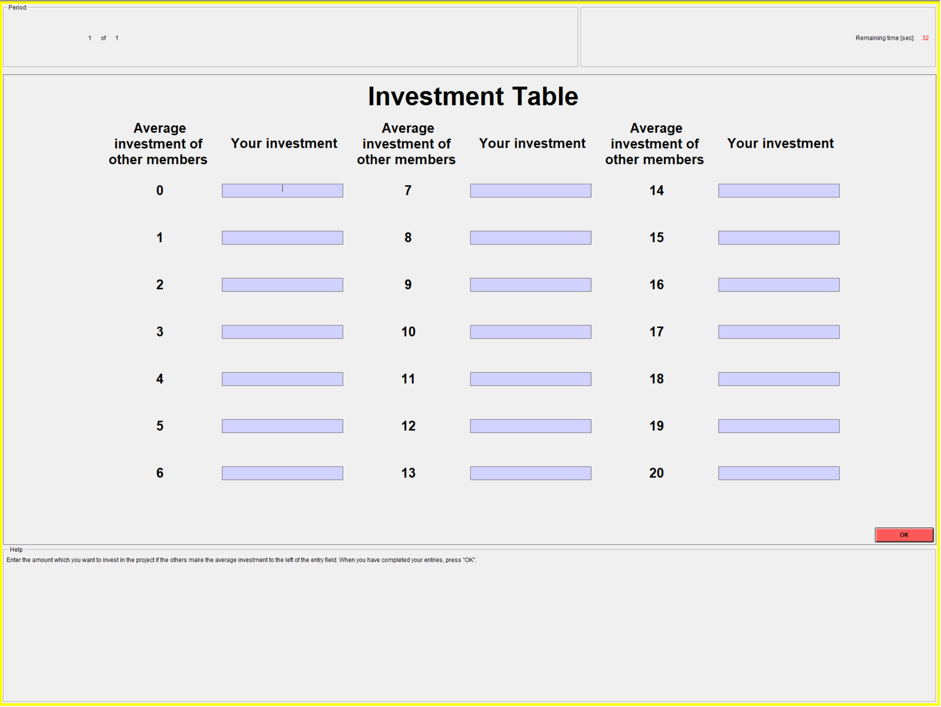 Period
1 of 1
Remaining time [sec]: 32
Investment Table
Average investment of other members
Your investment
Average investment of other members
Your investment
Average investment of other members
Your investment
0
7
14
1
8
15
2
9
16
3
10
17
4
11
18
5
12
19
6
13
20
OK
Help
Enter the amount which you want to invest in the project if the others make the average investment to the left of the entry field. When you have completed your entries, press "OK".